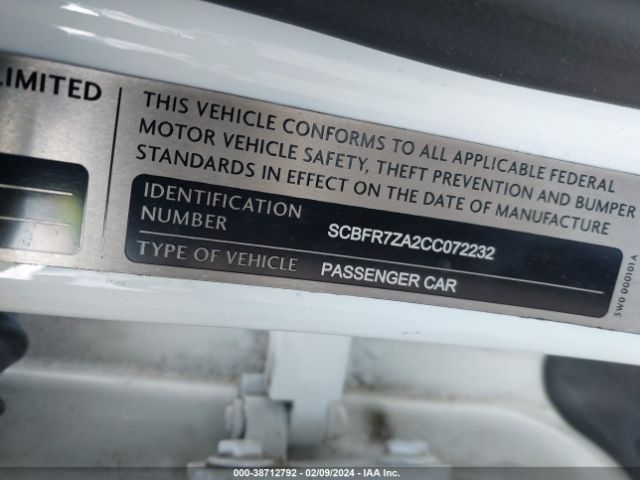 LIMITED
THIS VEHICLE CONFORMS TO ALL APPLICABLE FEDERAL
MOTOR VEHICLE SAFETY, THEFT PREVENTION AND BUMPER
STANDARDS IN EFFECT ON THE DATE OF MANUFACTURE
IDENTIFICATION
NUMBER
SCBFR7ZA2CC072232
TYPE OF VEHICLE
PASSENGER CAR
3W0 000101A
000-38712792 - 02/09/2024 - IAA Inc.